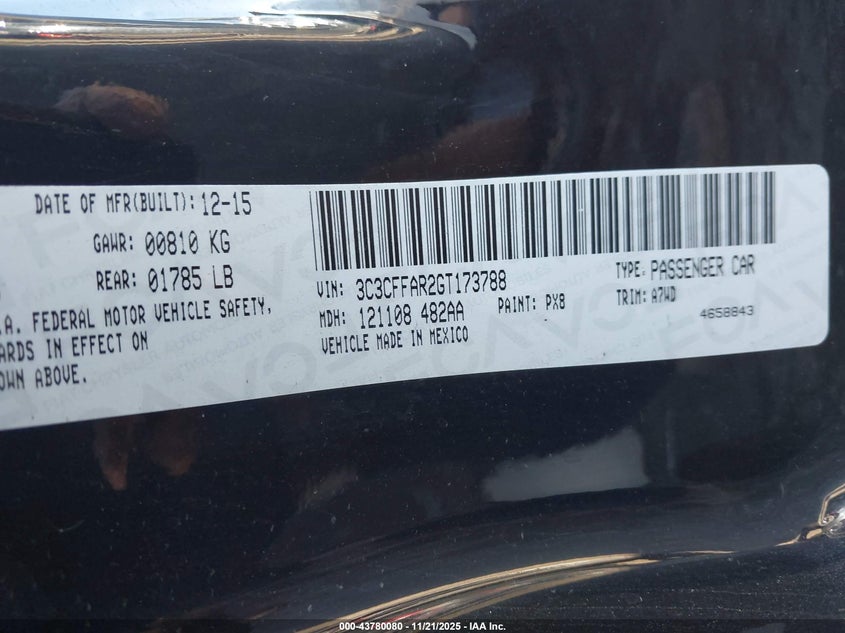 DATE OF MFR(BUILT): 12-15
GAWR: 00810 KG
REAR: 01785 LB
.A. FEDERAL MOTOR VEHICLE SAFETY,
ARDS IN EFFECT ON
OWN ABOVE.
VIN: 3C3CFFAR2GT173788
MDH: 121108 482AA
PAINT: PX8
VEHICLE MADE IN MEXICO
TYPE: PASSENGER CAR
TRIM: A7WD
4658843
000-43780080 - 11/21/2025 - IAA Inc.